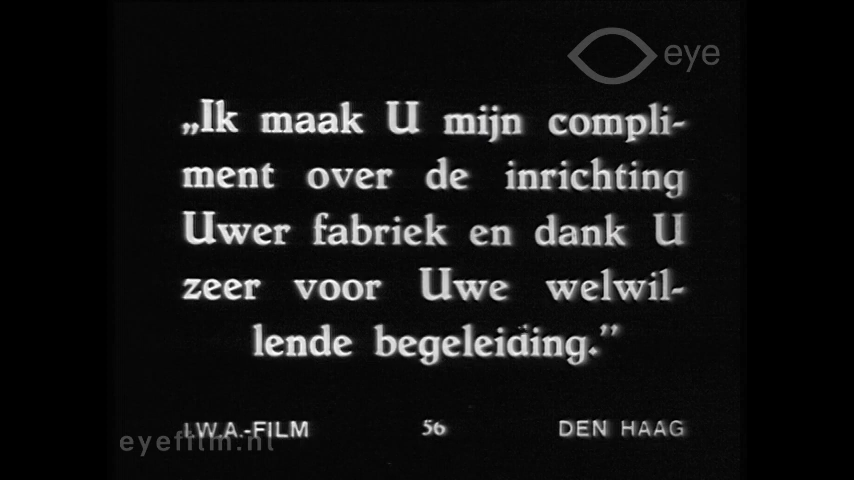 eye
„Ik maak U mijn compli-
ment over de inrichting
Uwer fabriek en dank U
zeer voor Uwe welwil-
lende begeleiding.”
I.W.A.-FILM 56 DEN HAAG
eyefilm.nl